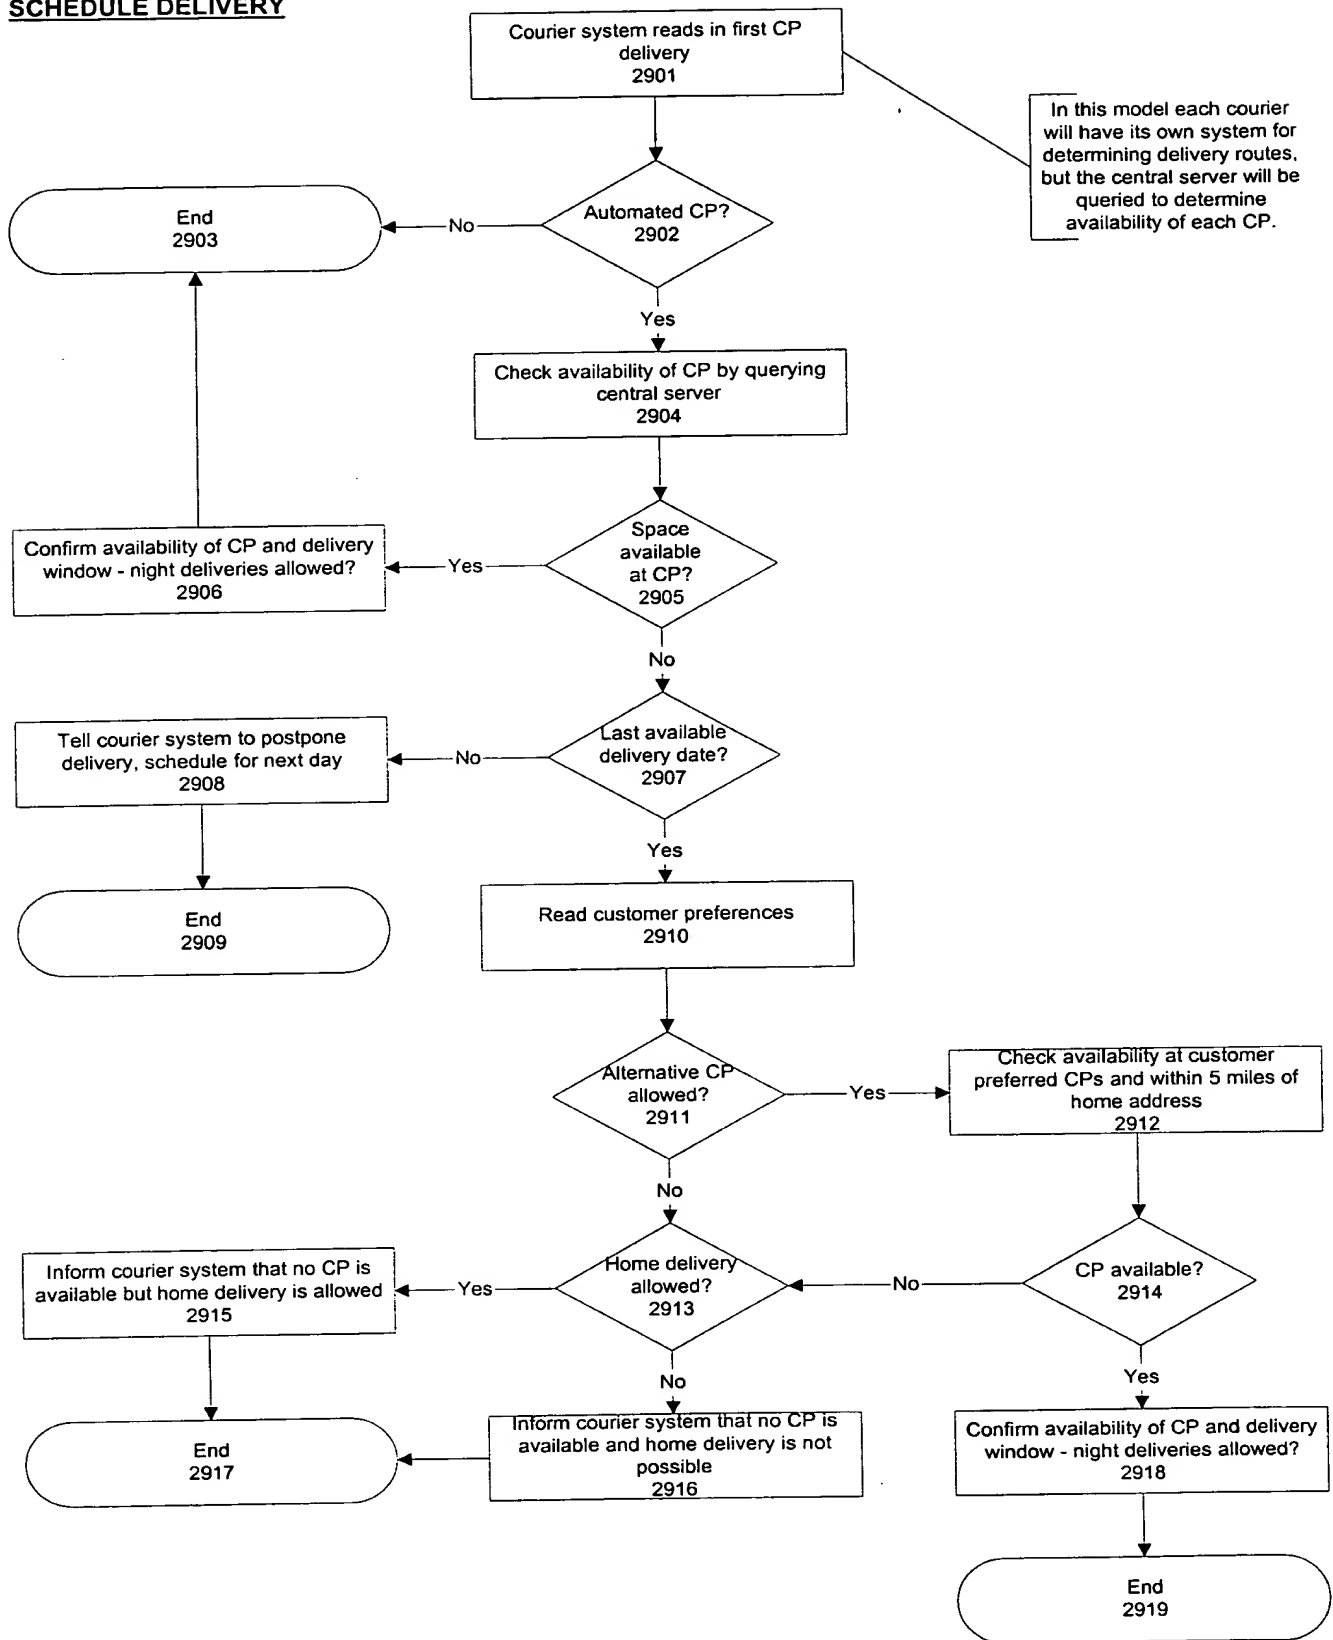 SCHEDULE DELIVERY
Courier system reads in first CP
delivery
2901
In this model each courier
will have its own system for
determining delivery routes,
but the central server will be
queried to determine
availability of each CP.
Automated CP?
2902
No
End
2903
Yes
Check availability of CP by querying
central server
2904
Space
available
at CP?
2905
Yes
Confirm availability of CP and delivery
window - night deliveries allowed?
2906
No
Last available
delivery date?
2907
No
Tell courier system to postpone
delivery, schedule for next day
2908
End
2909
Yes
Read customer preferences
2910
Alternative CP
allowed?
2911
Yes
Check availability at customer
preferred CPs and within 5 miles of
home address
2912
No
Home delivery
allowed?
2913
No
CP available?
2914
Yes
Inform courier system that no CP is
available but home delivery is allowed
2915
No
Inform courier system that no CP is
available and home delivery is not
possible
2916
End
2917
Yes
Confirm availability of CP and delivery
window - night deliveries allowed?
2918
End
2919